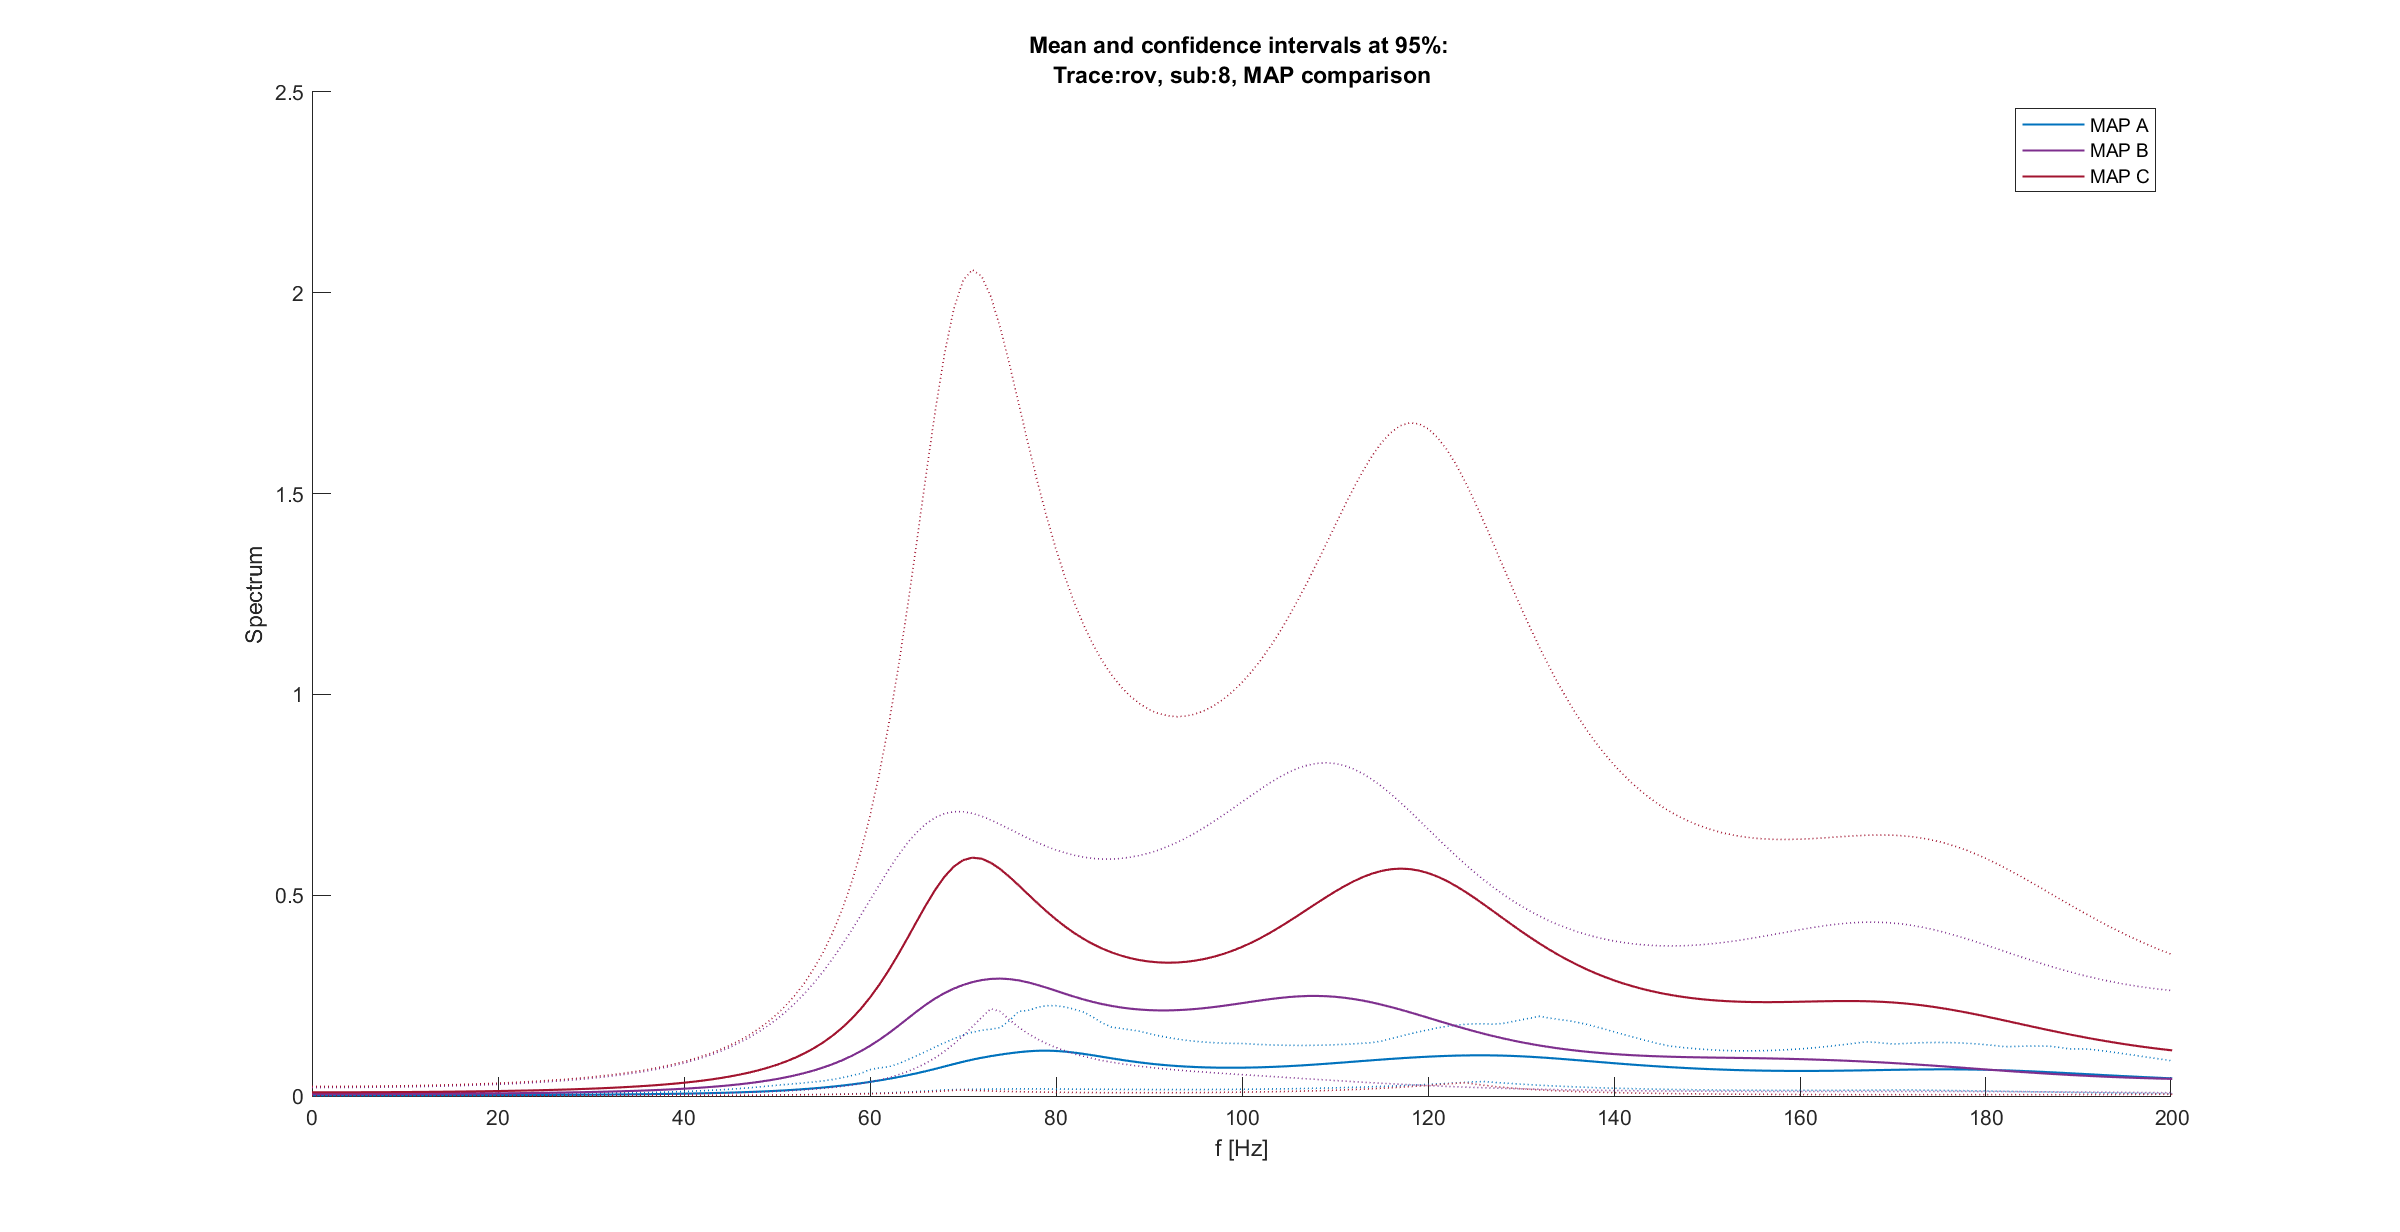 Mean and confidence intervals at 95%:
Trace:rov, sub:8, MAP comparison
2.5
2
1.5
1
0.5
0
Spectrum
MAP A
MAP B
MAP C
0 20 40 60 80 100 120 140 160 180 200
f [Hz]